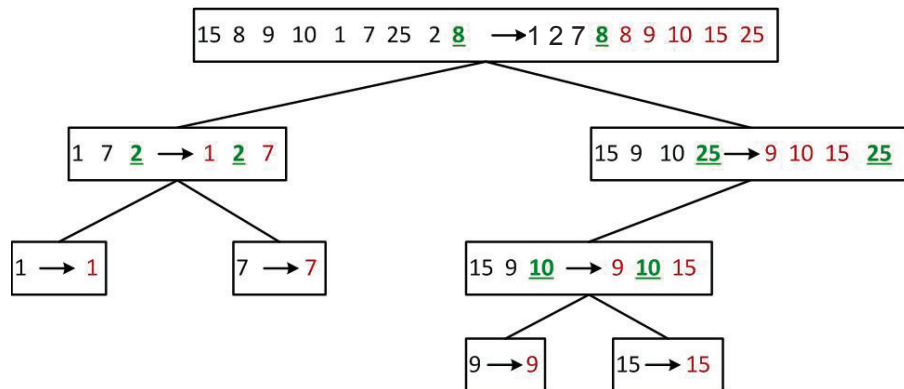 15 8 9 10 1 7 25 2 8 → 1 2 7 8 8 9 10 15 25
1 7 2 → 1 2 7
15 9 10 25 → 9 10 15 25
1 → 1
7 → 7
15 9 10 → 9 10 15
9 → 9
15 → 15